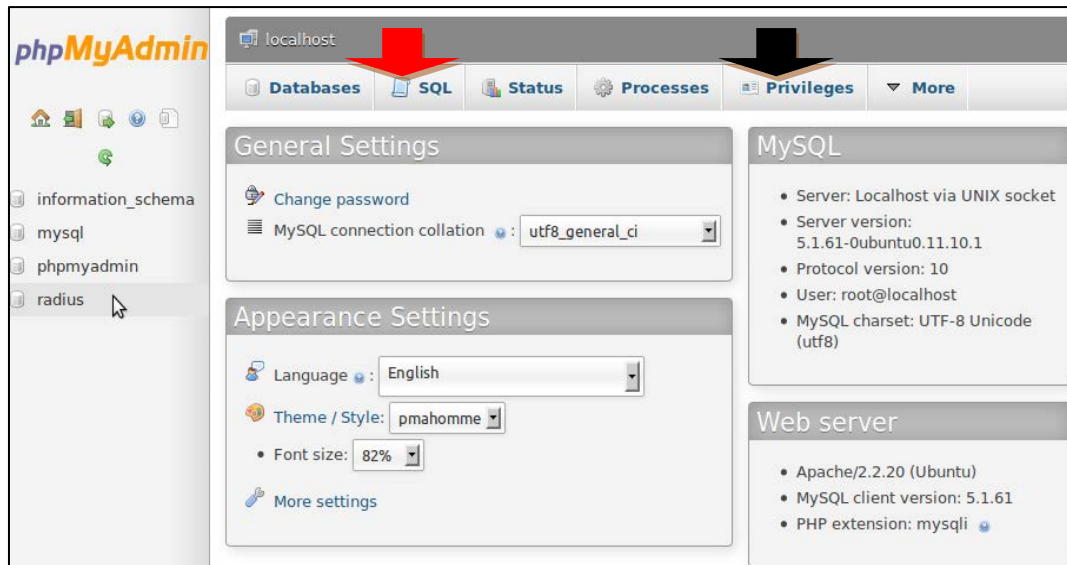 phpMyAdmin
localhost
Databases SQL Status Processes Privileges More
information_schema
mysql
phpmyadmin
radius
General Settings
Change password
MySQL connection collation : utf8_general_ci
Appearance Settings
Language : English
Theme / Style: pmahomme
• Font size: 82%
More settings
MySQL
• Server: Localhost via UNIX socket
• Server version:
5.1.61-0ubuntu0.11.10.1
• Protocol version: 10
• User: root@localhost
• MySQL charset: UTF-8 Unicode
(utf8)
Web server
• Apache/2.2.20 (Ubuntu)
• MySQL client version: 5.1.61
• PHP extension: mysqli